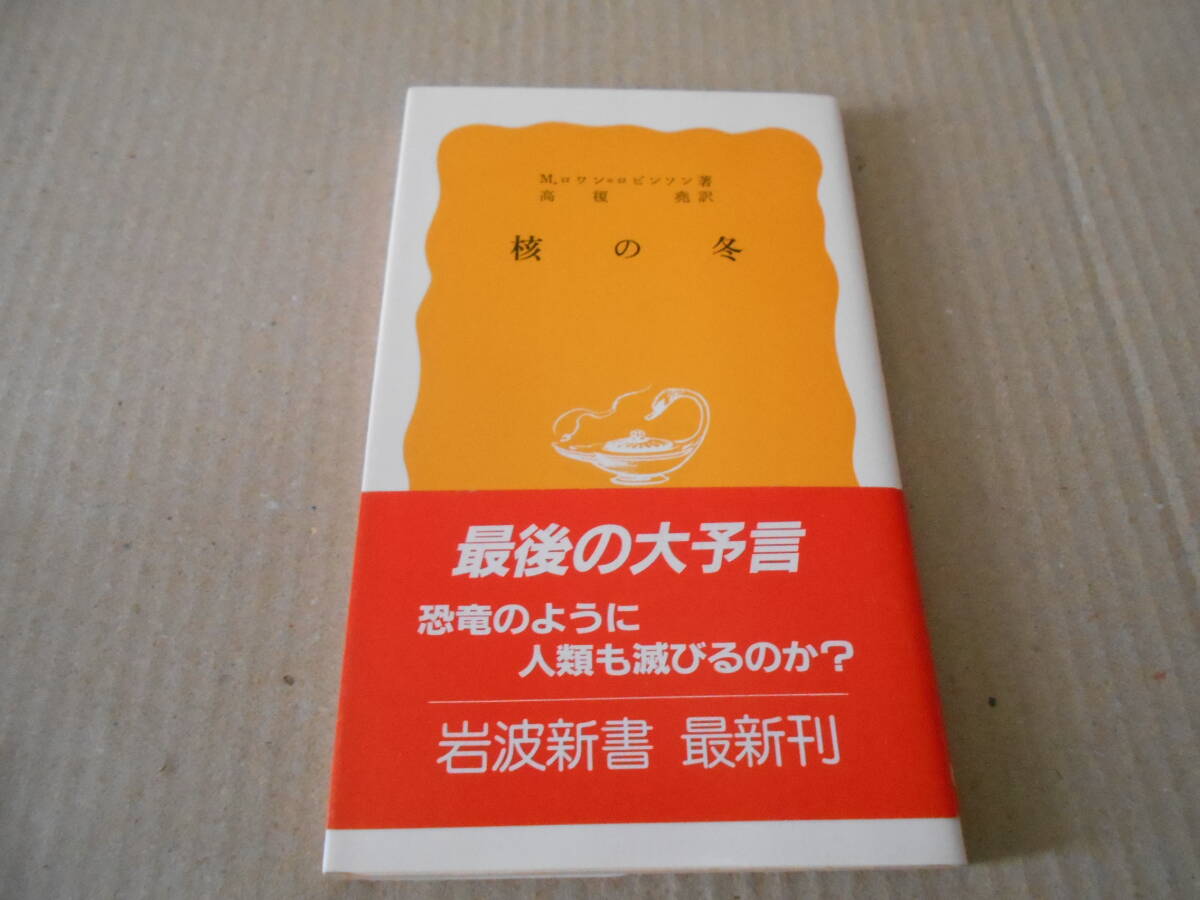 M.ロワン=ロビンソン著
高榎 堯訳
核の冬
最後の大予言
恐竜のように
人類も滅びるのか?
岩波新書 最新刊